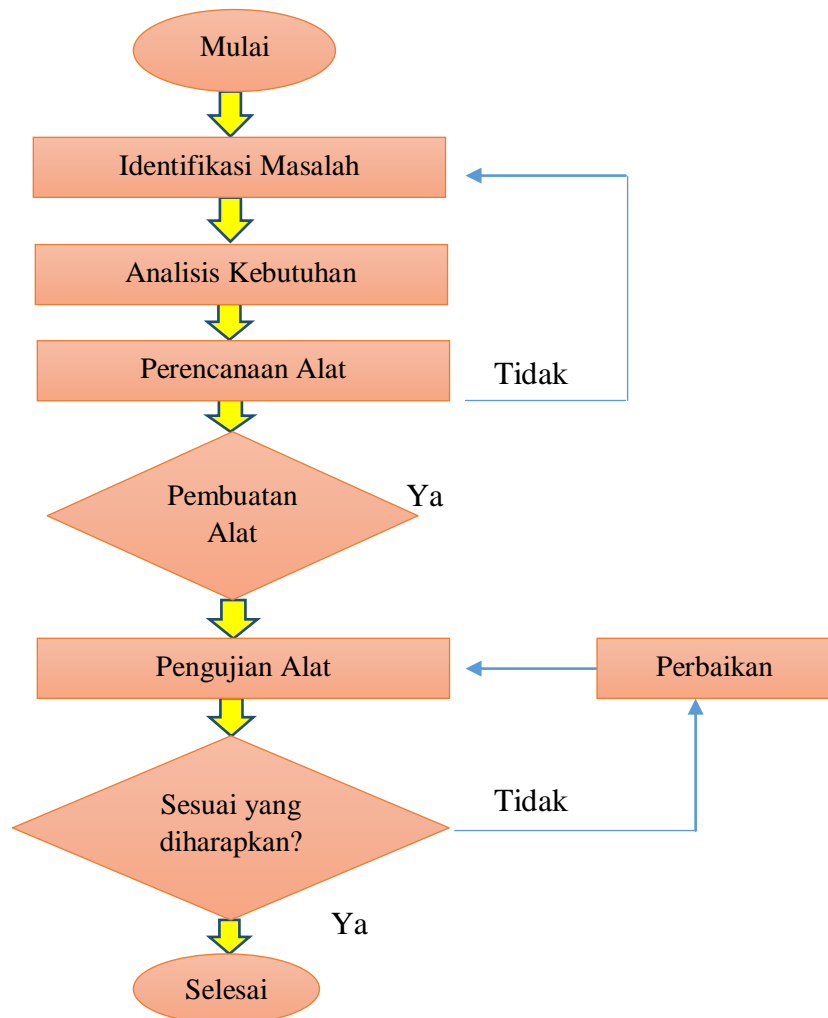 Mulai
Identifikasi Masalah
Analisis Kebutuhan
Perencanaan Alat
Tidak
Pembuatan
Alat
Ya
Pengujian Alat
Perbaikan
Sesuai yang
diharapkan?
Tidak
Ya
Selesai